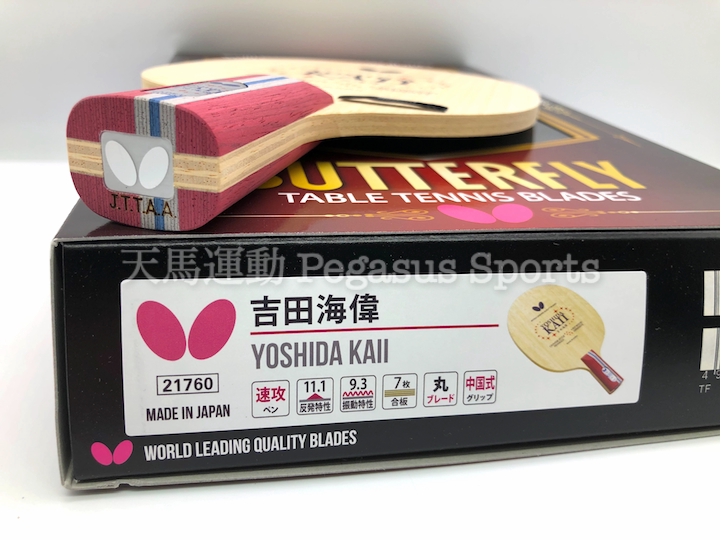 J.T.T.A.A.
BUTTERFLY
TABLE TENNIS BLADES
天馬運動 Pegasus Sports
吉田海偉
YOSHIDA KAII
21760
MADE IN JAPAN
速攻
ペン
11.1
反発特性
9.3
振動特性
7枚
合板
丸
ブレード
中国式
グリップ
KAII
WORLD LEADING QUALITY BLADES
TF